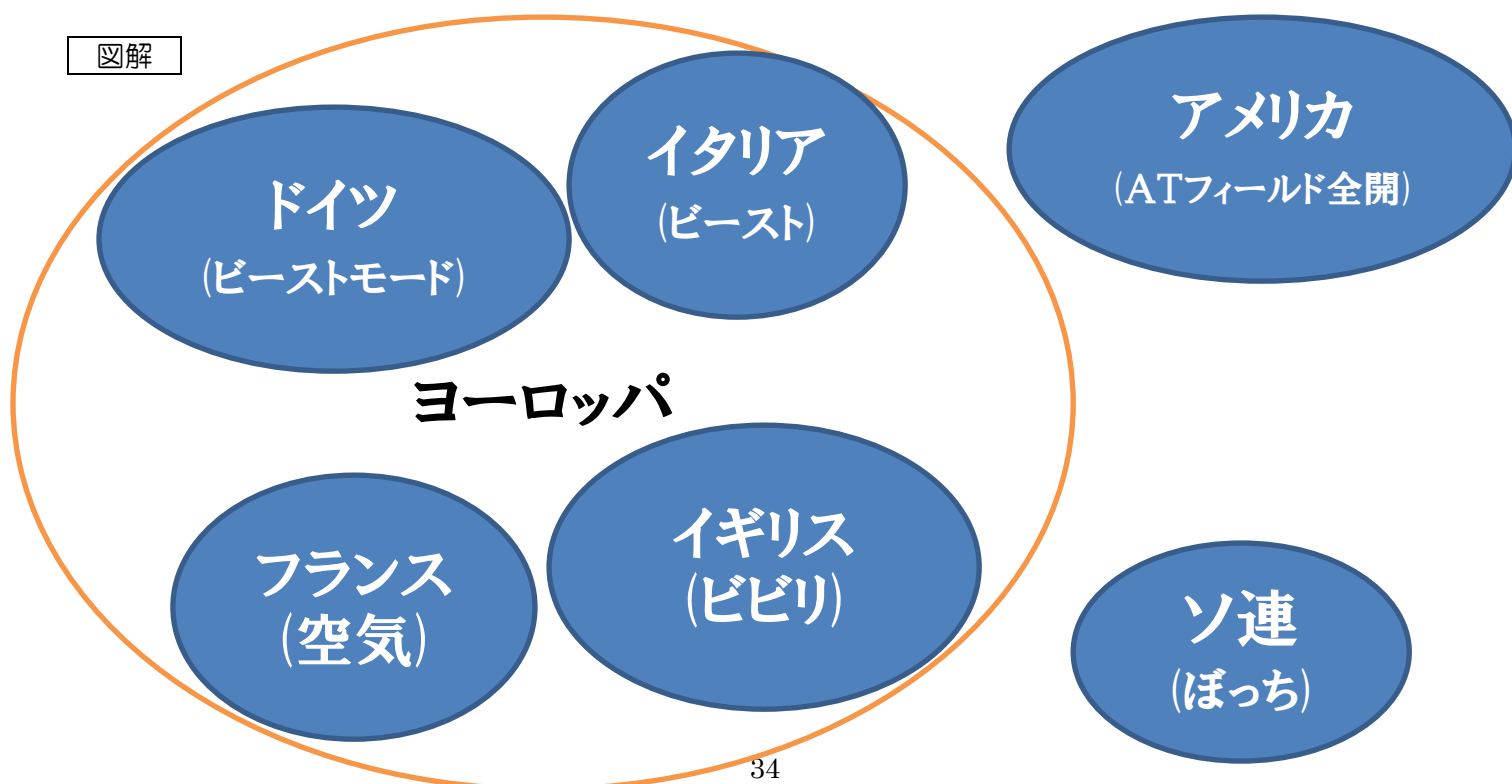 図解
ドイツ
(ビーストモード)
イタリア
(ビースト)
アメリカ
(ATフィールド全開)
ヨーロッパ
フランス
(空気)
イギリス
(ビビリ)
ソ連
(ぼっち)
34